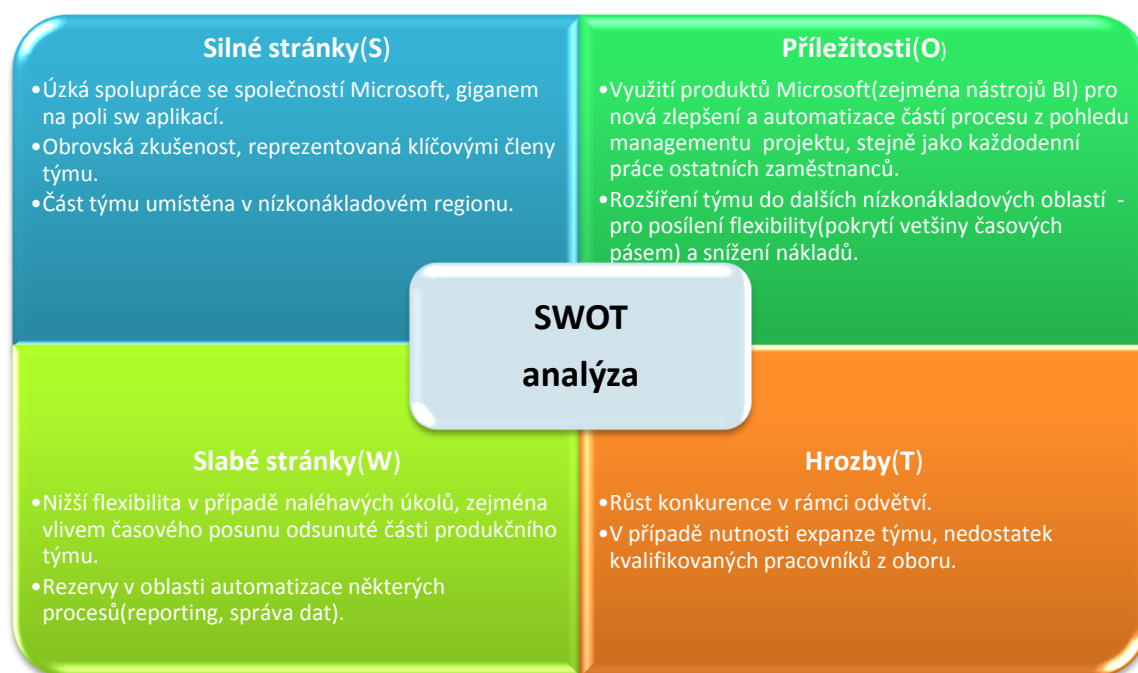 Silné stránky(S)
•Úzká spolupráce se společností Microsoft, giganem
na poli sw aplikací.
•Obrovská zkušenost, reprezentovaná klíčovými členy
týmu.
•Část týmu umístěna v nízkonákladovém regionu.
Příležitosti(O)
•Využití produktů Microsoft(zejména nástrojů BI) pro
nová zlepšení a automatizace částí procesu z pohledu
managementu projektu, stejně jako každodenní
práce ostatních zaměstnanců.
•Rozšíření týmu do dalších nízkonákladových oblastí -
pro posílení flexibility(pokrytí vetšiny časových
pásem) a snížení nákladů.
SWOT
analýza
Slabé stránky(W)
•Nižší flexibilita v případě naléhavých úkolů, zejména
vlivem časového posunu odsunuté části produkčního
týmu.
•Rezervy v oblasti automatizace některých
procesů(reporting, správa dat).
Hrozby(T)
•Růst konkurence v rámci odvětví.
•V případě nutnosti expanze týmu, nedostatek
kvalifikovaných pracovníků z oboru.